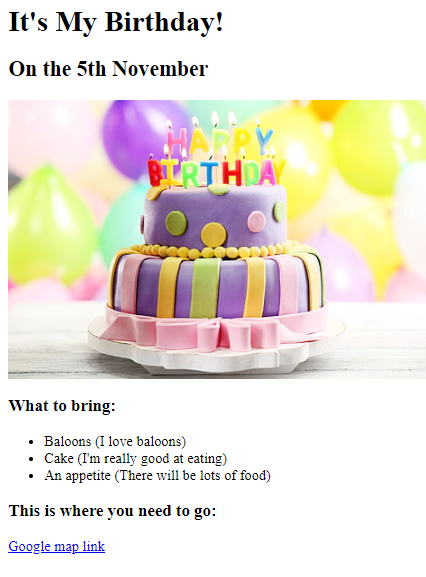 It's My Birthday!
On the 5th November
HAPPY
BIRTHDAY
What to bring:
Baloons (I love baloons)
Cake (I'm really good at eating)
An appetite (There will be lots of food)
This is where you need to go:
Google map link